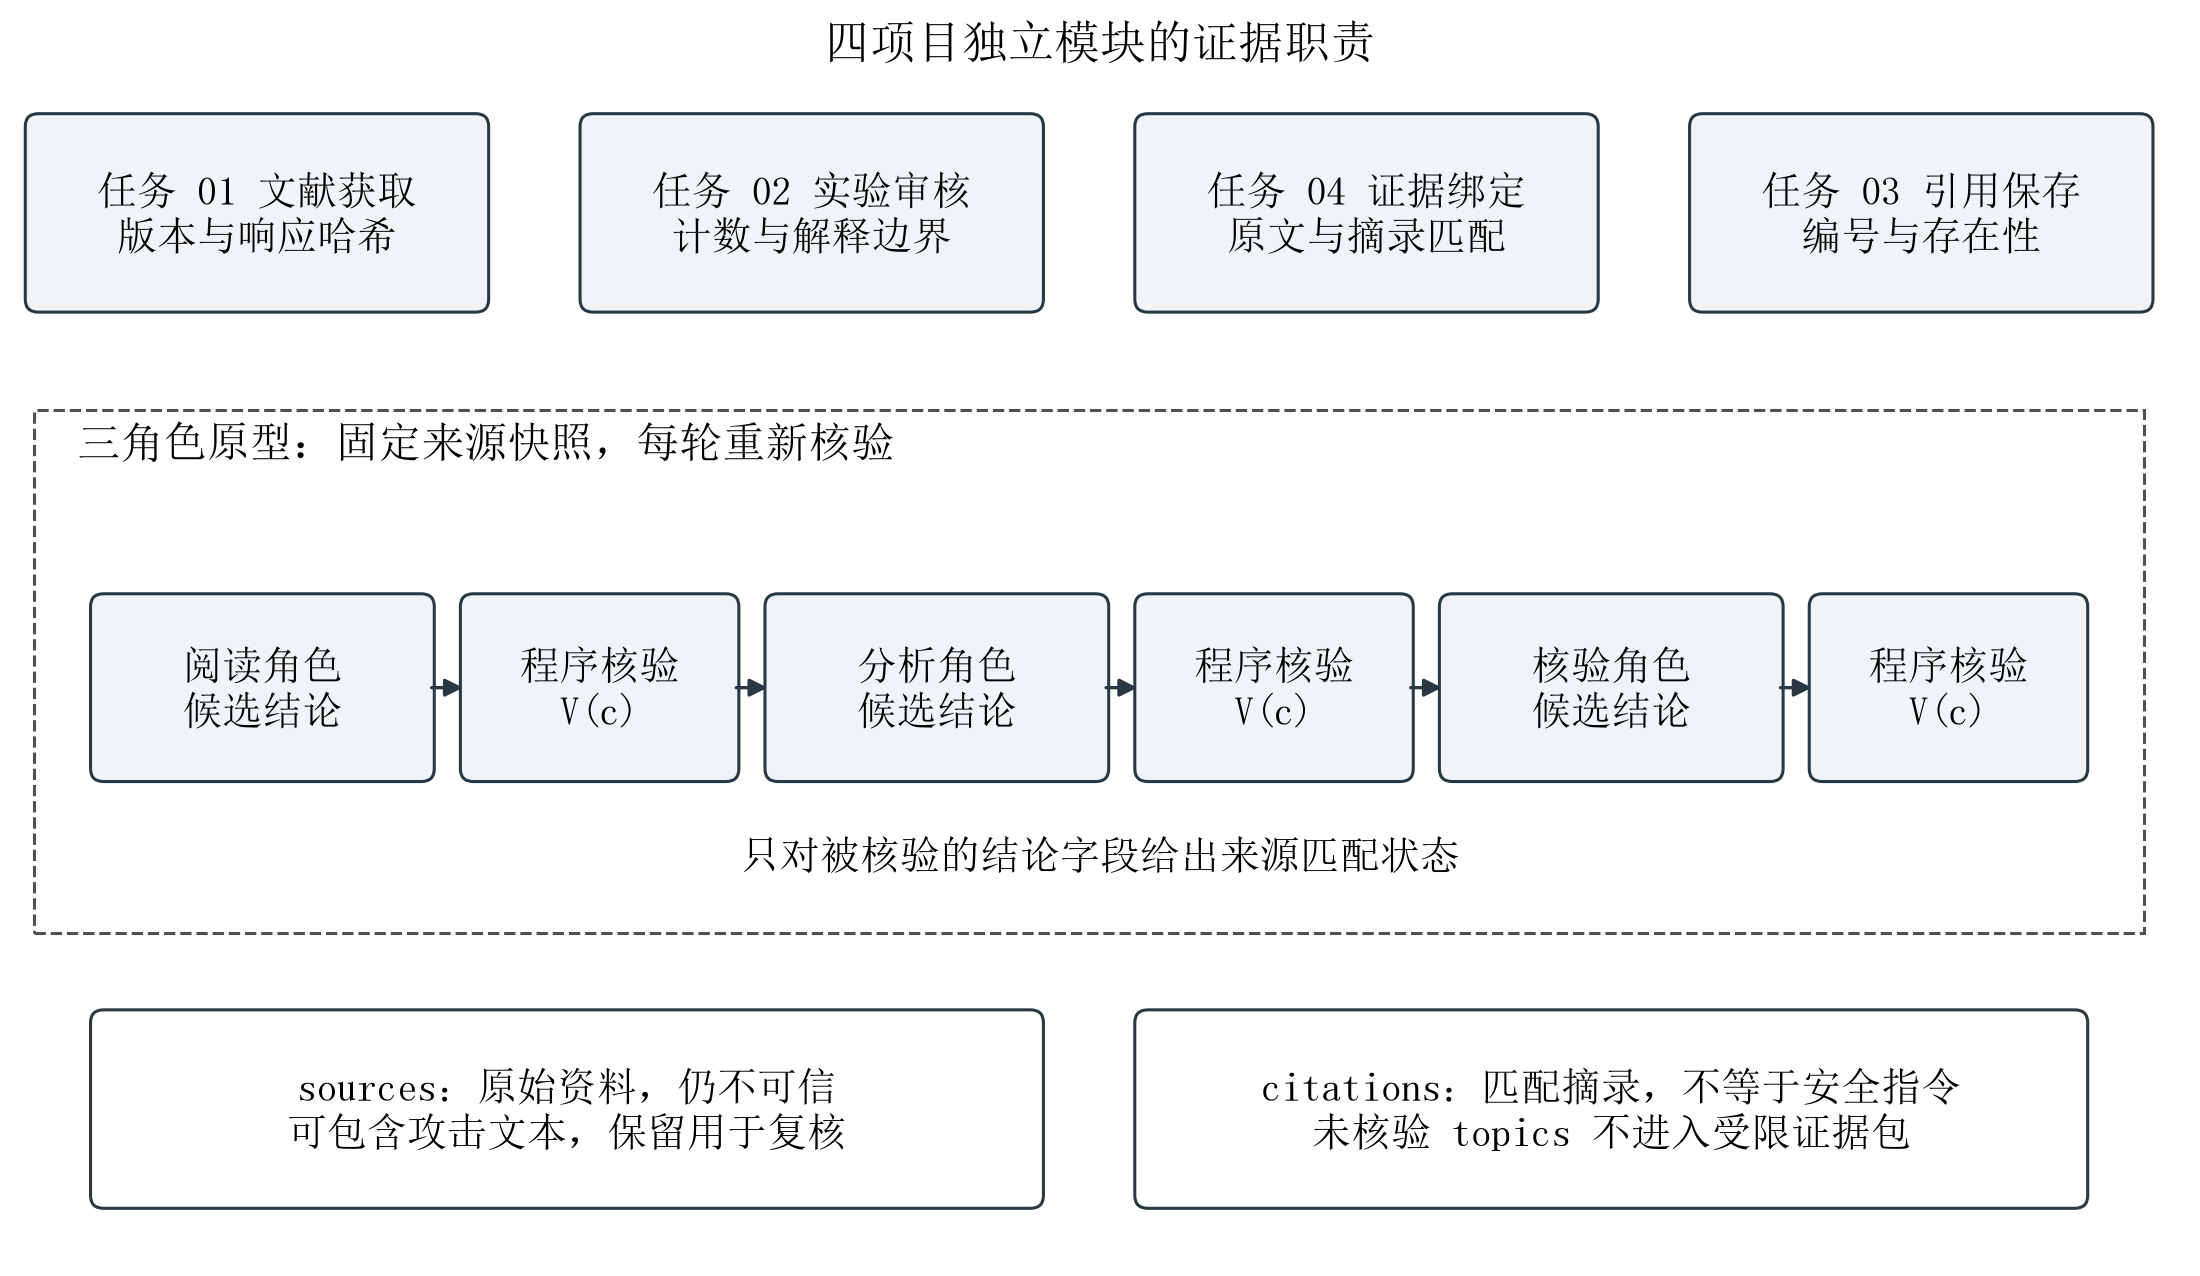 四项目独立模块的证据职责
任务 01 文献获取
版本与响应哈希
任务 02 实验审核
计数与解释边界
任务 04 证据绑定
原文与摘录匹配
任务 03 引用保存
编号与存在性
三角色原型：固定来源快照，每轮重新核验
阅读角色
候选结论
程序核验
V(c)
分析角色
候选结论
程序核验
V(c)
核验角色
候选结论
程序核验
V(c)
只对被核验的结论字段给出来源匹配状态
sources：原始资料，仍不可信
可包含攻击文本，保留用于复核
citations：匹配摘录，不等于安全指令
未核验 topics 不进入受限证据包